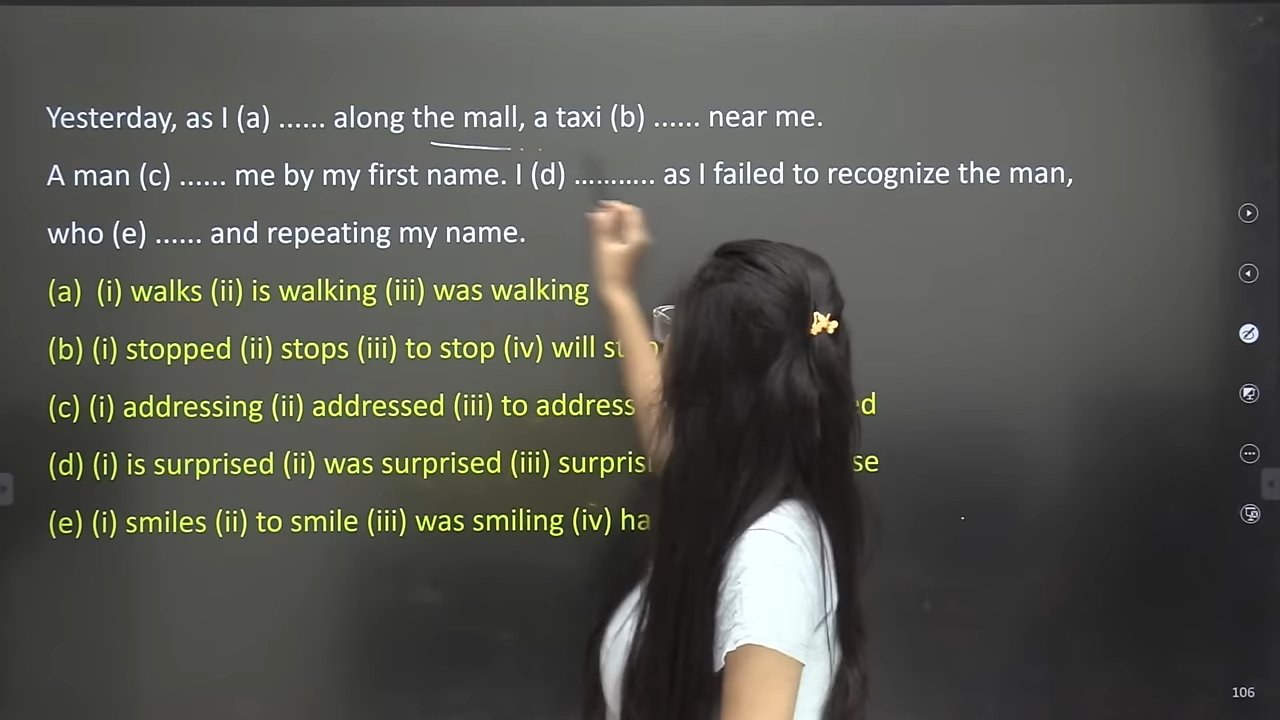 Yesterday, as I (a) ...... along the mall, a taxi (b) ...... near me.
A man (c) ...... me by my first name. I (d) ........... as I failed to recognize the man,
who (e) ...... and repeating my name.
(a) (i) walks (ii) is walking (iii) was walking
(b) (i) stopped (ii) stops (iii) to stop (iv) will
(c) (i) addressing (ii) addressed (iii) to address
(d) (i) is surprised (ii) was surprised (iii)
(e) (i) smiles (ii) to smile (iii) was smiling (iv)
106